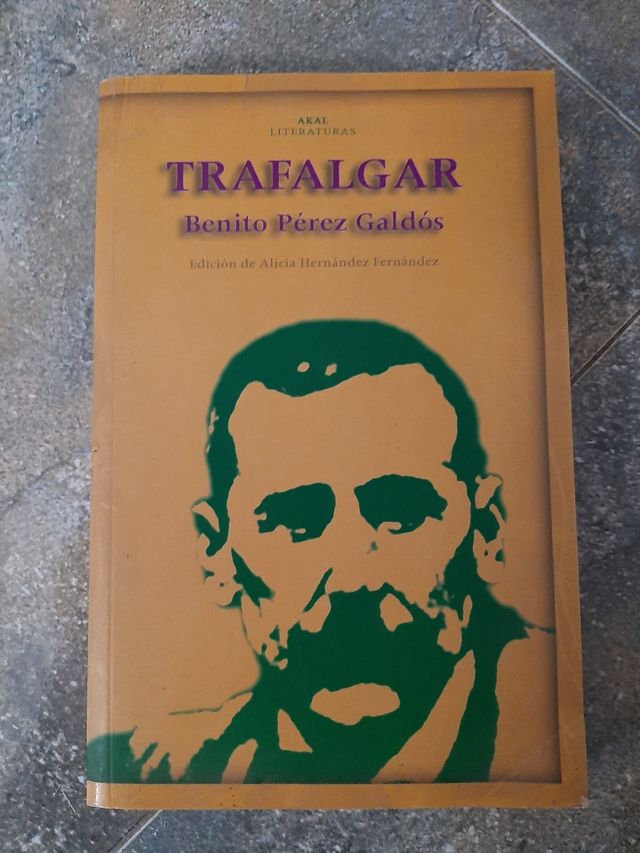 AKAL
LITERATURAS
TRAFALGAR
Benito Pérez Galdós
Edición de Alicia Hernández Fernández